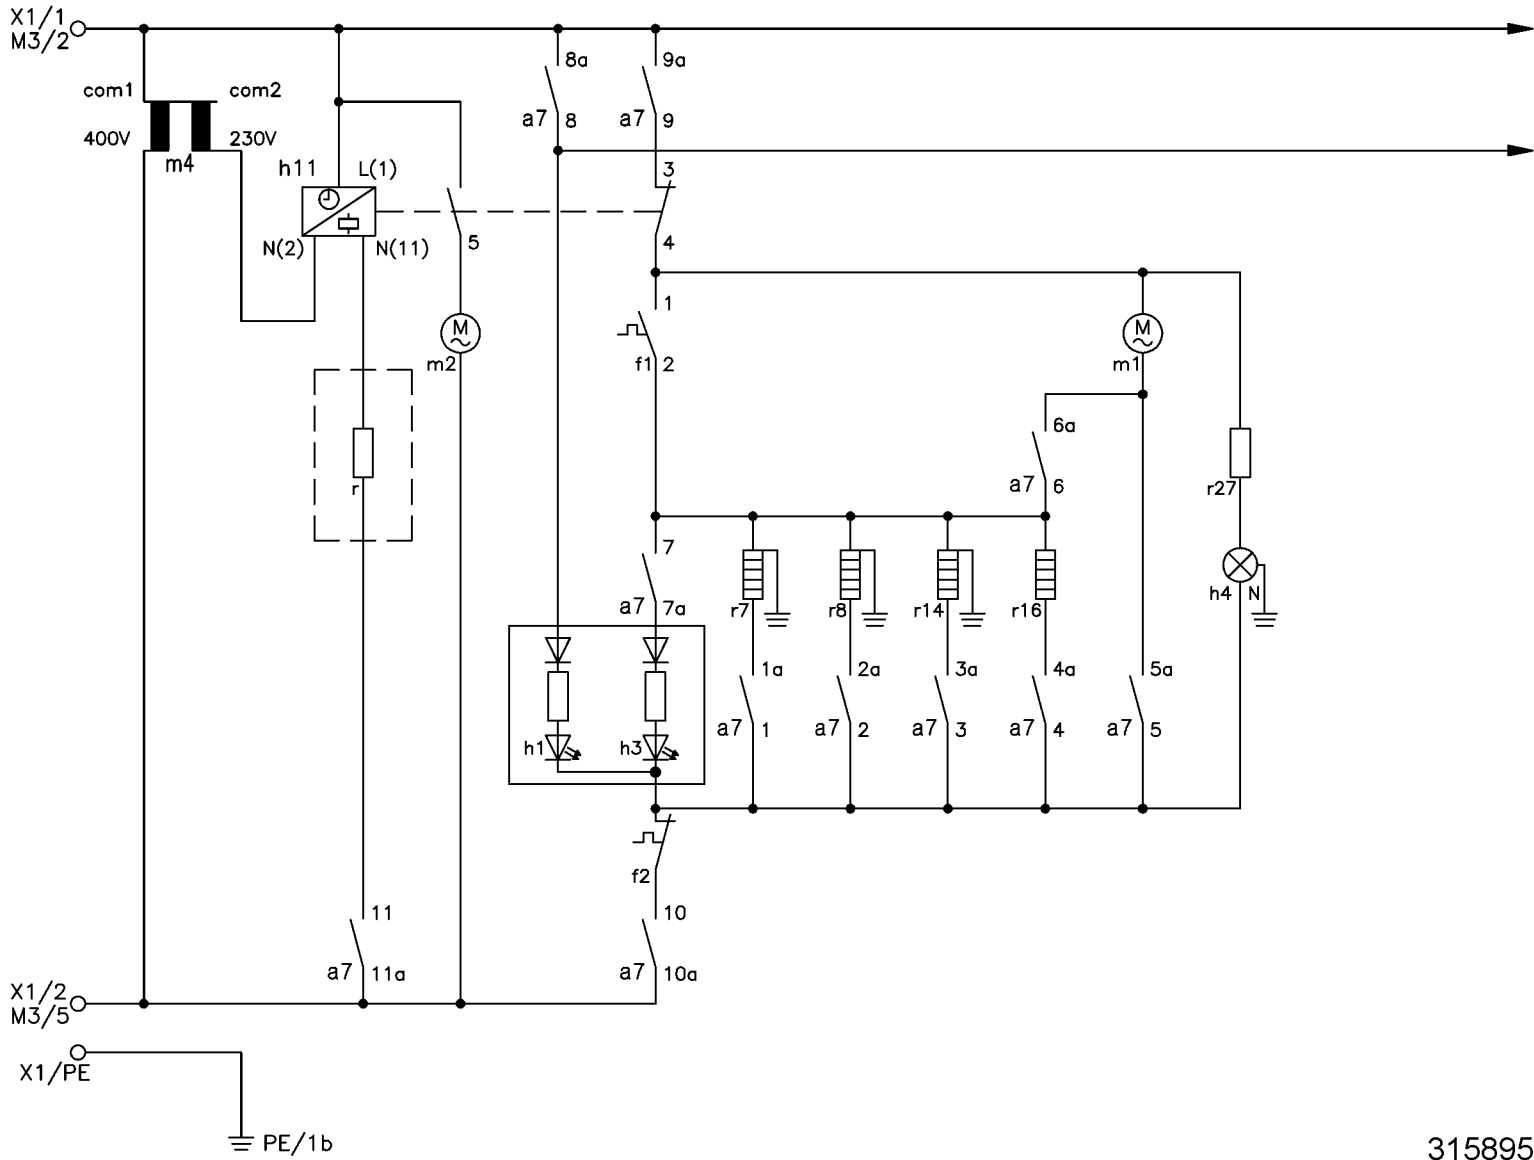 X1/1
M3/2
8a
9a
com1
com2
a7
8
a7
9
400V
230V
m4
h11
L(1)
3
N(2)
N(11)
5
4
1
M
m2
f1
2
M
m1
6a
a7
6
r
r27
7
a7
7a
r7
r8
r14
r16
h4
N
1a
2a
3a
4a
5a
a7
1
a7
2
a7
3
a7
4
a7
5
h1
h3
f2
11
10
a7
11a
a7
10a
X1/2
M3/5
X1/PE
PE/1b
315895